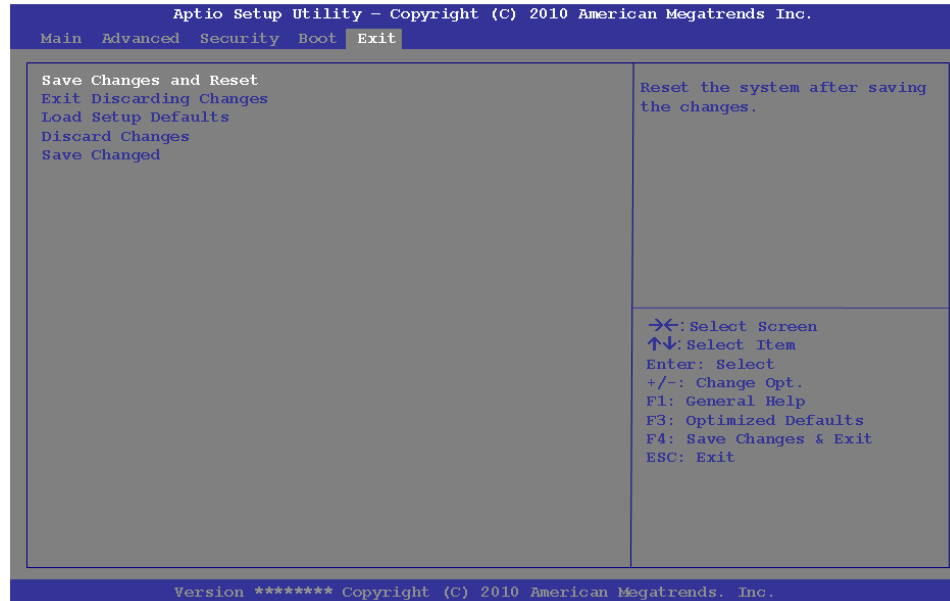 Aptio Setup Utility – Copyright (C) 2010 American Megatrends Inc.
Main Advanced Security Boot Exit
Save Changes and Reset
Exit Discarding Changes
Load Setup Defaults
Discard Changes
Save Changed
Reset the system after saving
the changes.
→←: Select Screen
↑↓: Select Item
Enter: Select
+/-: Change Opt.
F1: General Help
F3: Optimized Defaults
F4: Save Changes & Exit
ESC: Exit
Version ******** Copyright (C) 2010 American Megatrends. Inc.